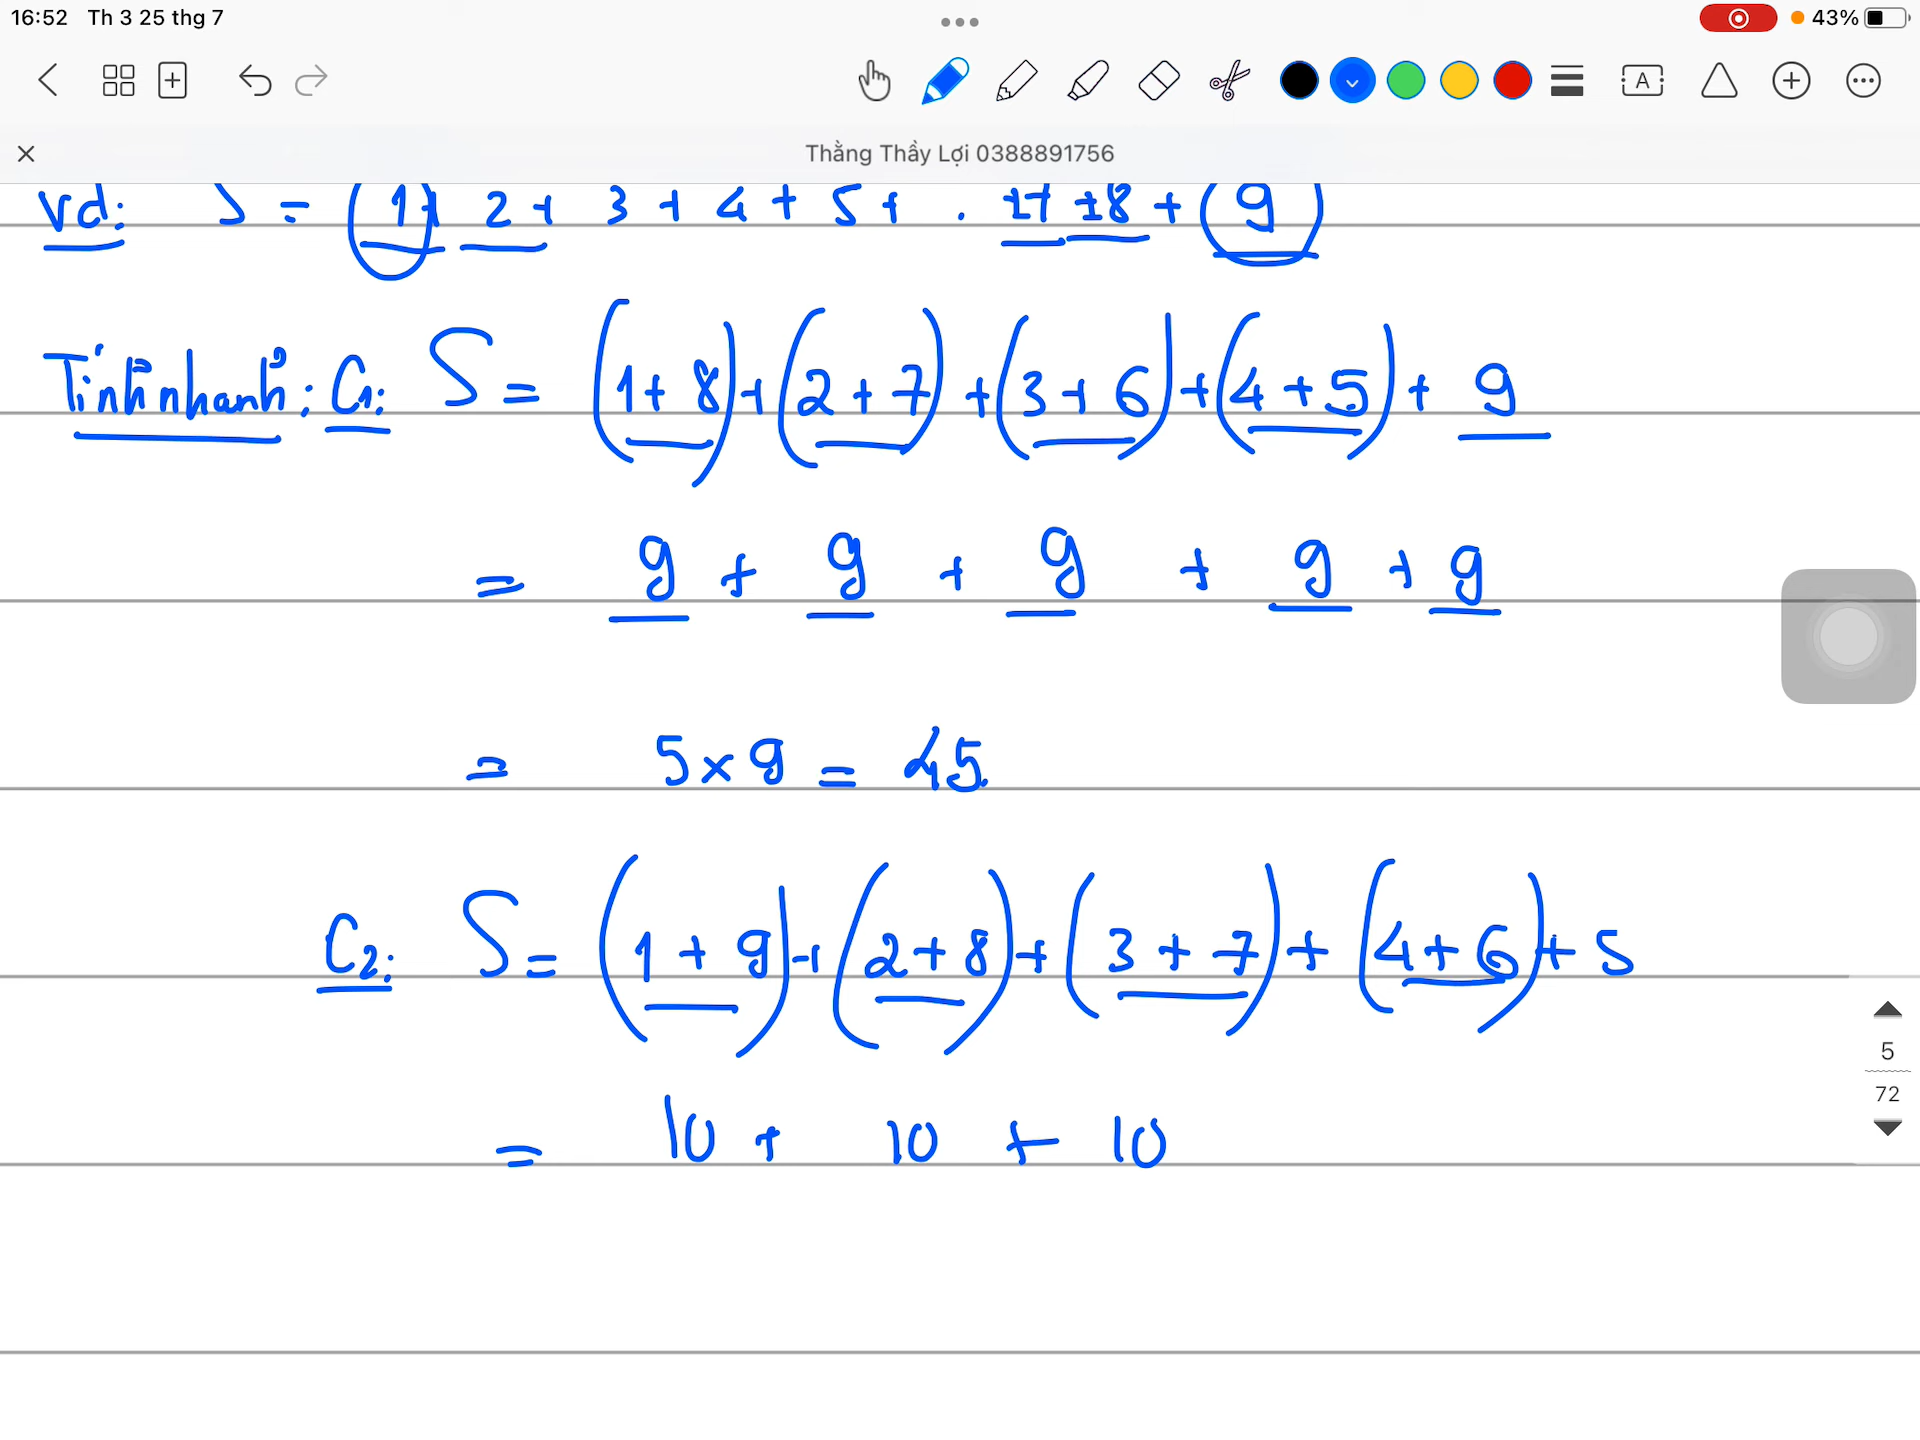 16:52 Th 3 25 thg 7
43%
A
Thằng Thầy Lợi 0388891756
Vd: S = (1) + 2 + 3 + 4 + 5 + . +7 +8 + (9)
Tính nhanh: C1: S = (1+8)+(2+7)+(3+6)+(4+5)+ 9
= 9 + 9 + 9 + 9 + 9
= 5 x 9 = 45.
C2: S = (1+9)+(2+8)+(3+7)+(4+6)+5
= 10 + 10 + 10
5
72